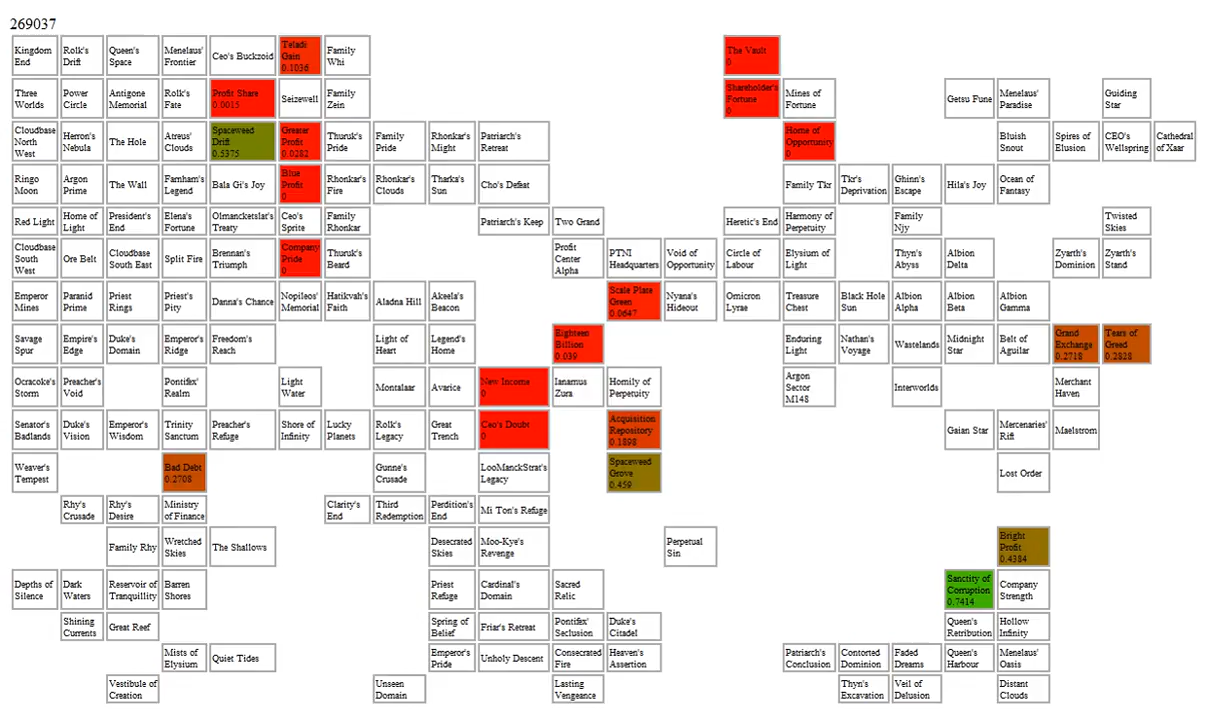 269037
Kingdom
End
Rolk's
Drift
Queen's
Space
Menelaus'
Frontier
Ceo's Buckzoid
Teladi
Gain
0.1036
Family
Whi
The Vault
0
Three
Worlds
Power
Circle
Antigone
Memorial
Rolk's
Fate
Profit Share
0.0015
Seizewell
Family
Zein
Shareholder's
Fortune
0
Mines of
Fortune
Getsu Fune
Menelaus'
Paradise
Guiding
Star
Cloudbase
North
West
Herron's
Nebula
The Hole
Atreus'
Clouds
Spaceweed
Drift
0.5375
Greater
Profit
0.0282
Thuruk's
Pride
Family
Pride
Rhonkar's
Might
Patriarch's
Retreat
Home of
Opportunity
0
Bluish
Snout
Spires of
Elusion
CEO's
Wellspring
Cathedral
of Xaar
Ringo
Moon
Argon
Prime
The Wall
Farnham's
Legend
Bala Gi's Joy
Blue
Profit
0
Rhonkar's
Fire
Rhonkar's
Clouds
Tharka's
Sun
Cho's Defeat
Family Tkr
Tkr's
Deprivation
Ghinn's
Escape
Hila's Joy
Ocean of
Fantasy
Red Light
Home of
Light
President's
End
Elena's
Fortune
Olmancketslat's
Treaty
Ceo's
Sprite
Family
Rhonkar
Patriarch's Keep
Two Grand
Heretic's End
Harmony of
Perpetuity
Family
Njy
Twisted
Skies
Cloudbase
South
West
Ore Belt
Cloudbase
South East
Split Fire
Brennan's
Triumph
Company
Pride
0
Thuruk's
Beard
Profit
Center
Alpha
PTNI
Headquarters
Void of
Opportunity
Circle of
Labour
Elysium of
Light
Thyn's
Abyss
Albion
Delta
Zyarth's
Dominion
Zyarth's
Stand
Emperor
Mines
Paranid
Prime
Priest
Rings
Priest's
Pity
Danna's Chance
Nopileos'
Memorial
Hatikvah's
Faith
Aladna Hill
Akeela's
Beacon
Scale Plate
Green
0.0647
Nyana's
Hideout
Omicron
Lyrae
Treasure
Chest
Black Hole
Sun
Albion
Alpha
Albion
Beta
Albion
Gamma
Savage
Spur
Empire's
Edge
Duke's
Domain
Emperor's
Ridge
Freedom's
Reach
Light of
Heart
Legend's
Home
Eighteen
Billion
0.039
Enduring
Light
Nathan's
Voyage
Wastelands
Midnight
Star
Belt of
Aguilar
Grand
Exchange
0.2718
Tears of
Greed
0.2828
Ocracoke's
Storm
Preacher's
Void
Pontifex'
Realm
Light
Water
Montalaar
Avarice
New Income
0
Ianamus
Zura
Homily of
Perpetuity
Argon
Sector
M148
Interworlds
Merchant
Haven
Senator's
Badlands
Duke's
Vision
Emperor's
Wisdom
Trinity
Sanctum
Preacher's
Refuge
Shore of
Infinity
Lucky
Planets
Rolk's
Legacy
Great
Trench
Ceo's Doubt
0
Acquisition
Repository
0.1898
Gaian Star
Mercenaries'
Rift
Maelstrom
Weaver's
Tempest
Bad Debt
0.2708
Gunne's
Crusade
LooManckStrat's
Legacy
Spaceweed
Grove
0.459
Lost Order
Rhy's
Crusade
Rhy's
Desire
Ministry
of Finance
Clarity's
End
Third
Redemption
Perdition's
End
Mi Ton's Refuge
Family Rhy
Wretched
Skies
The Shallows
Desecrated
Skies
Moo-Kye's
Revenge
Perpetual
Sin
Bright
Profit
0.4384
Depths of
Silence
Dark
Waters
Reservoir of
Tranquillity
Barren
Shores
Priest
Refuge
Cardinal's
Domain
Sacred
Relic
Sanctity of
Corruption
0.7414
Company
Strength
Shining
Currents
Great Reef
Spring of
Belief
Friar's Retreat
Pontifex'
Seclusion
Duke's
Citadel
Queen's
Retribution
Hollow
Infinity
Mists of
Elysium
Quiet Tides
Emperor's
Pride
Unholy Descent
Consecrated
Fire
Heaven's
Assertion
Patriarch's
Conclusion
Contorted
Dominion
Faded
Dreams
Queen's
Harbour
Menelaus'
Oasis
Vestibule of
Creation
Unseen
Domain
Lasting
Vengeance
Thyn's
Excavation
Veil of
Delusion
Distant
Clouds